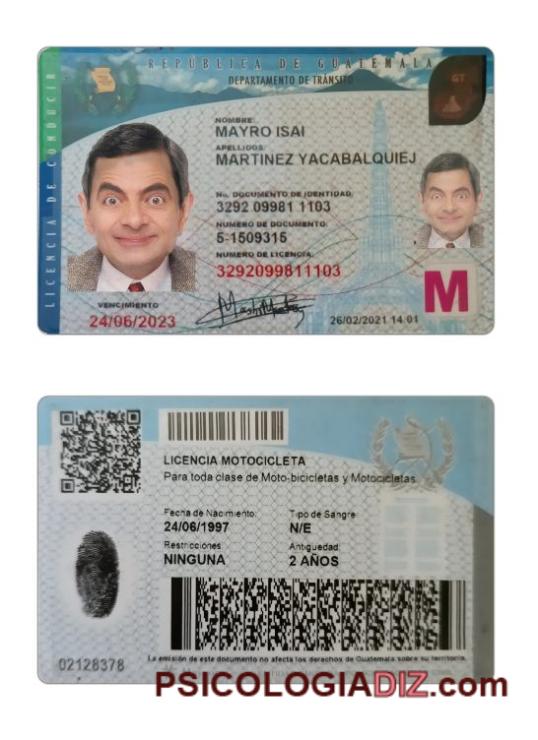 REPÚBLICA DE GUATEMALA
DEPARTAMENTO DE TRÁNSITO
GT
LICENCIA DE CONDUCIR
NOMBRE:
MAYRO ISAI
APELLIDOS:
MARTINEZ YACABALQUIEJ
No. DOCUMENTO DE IDENTIDAD:
3292 09981 1103
NUMERO DE DOCUMENTO:
5-1509315
NUMERO DE LICENCIA:
3292099811103
M
VENCIMIENTO
24/06/2023
26/02/2021 14:01
LICENCIA MOTOCICLETA
Para toda clase de Moto-bicicletas y Motocicletas
Fecha de Nacimiento:
24/06/1997
Tipo de Sangre
N/E
Restricciones
NINGUNA
Antiguedad:
2 AÑOS
02128378
La emisión de este documento no afecta los derechos de Guatemala sobre su territorio.
PSICOLOGIADIZ.com